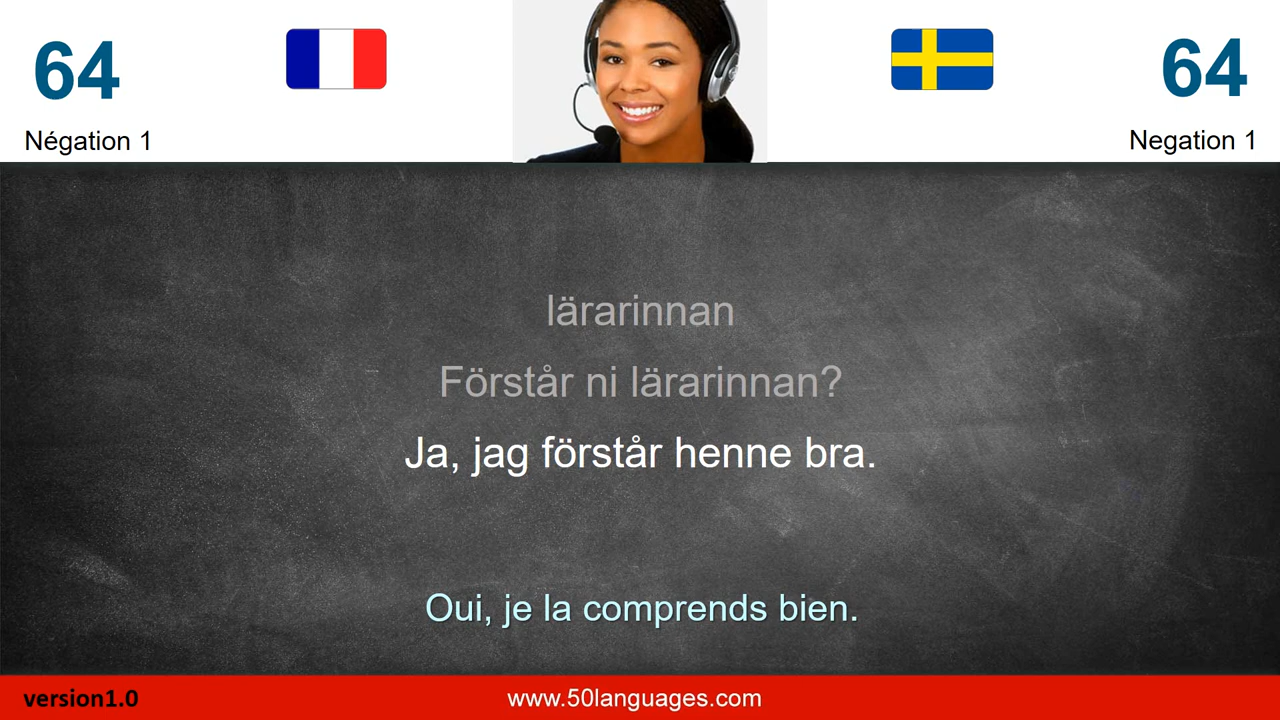 64
64
Négation 1
Negation 1
lärarinnan
Förstår ni lärarinnan?
Ja, jag förstår henne bra.
Oui, je la comprends bien.
version1.0
www.50languages.com